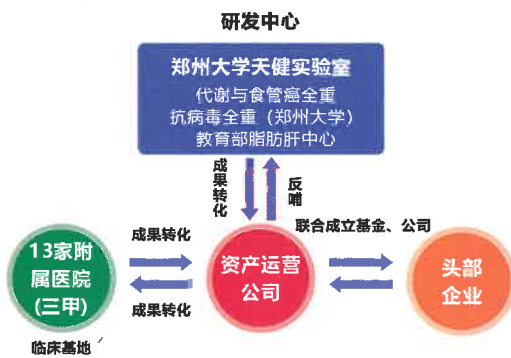 研发中心
郑州大学天健实验室
代谢与食管癌全重
抗病毒全重（郑州大学）
教育部脂肪肝中心
成果转化
反哺
联合成立基金、公司
13家附
属医院
(三甲)
成果转化
成果转化
资产运营
公司
头部
企业
临床基地